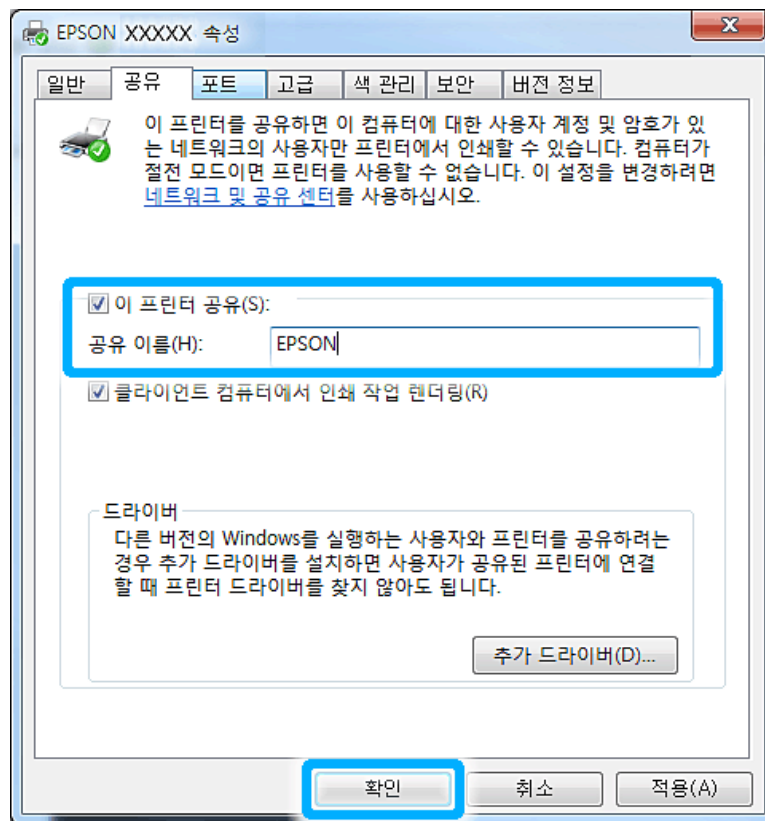 EPSON XXXXX 속성
일반 공유 포트 고급 색 관리 보안 버전 정보
이 프린터를 공유하면 이 컴퓨터에 대한 사용자 계정 및 암호가 있
는 네트워크의 사용자만 프린터에서 인쇄할 수 있습니다. 컴퓨터가
절전 모드이면 프린터를 사용할 수 없습니다. 이 설정을 변경하려면
네트워크 및 공유 센터를 사용하십시오.
이 프린터 공유(S):
공유 이름(H): EPSON
클라이언트 컴퓨터에서 인쇄 작업 렌더링(R)
드라이버
다른 버전의 Windows를 실행하는 사용자와 프린터를 공유하려는
경우 추가 드라이버를 설치하면 사용자가 공유된 프린터에 연결
할 때 프린터 드라이버를 찾지 않아도 됩니다.
추가 드라이버(D)...
확인 취소 적용(A)